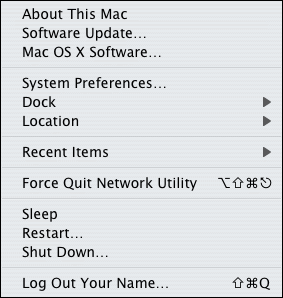 About This Mac
Software Update…
Mac OS X Software…
System Preferences…
Dock
Location
Recent Items
Force Quit Network Utility ⌥⇧⌘⎋
Sleep
Restart…
Shut Down…
Log Out Your Name… ⇧⌘Q